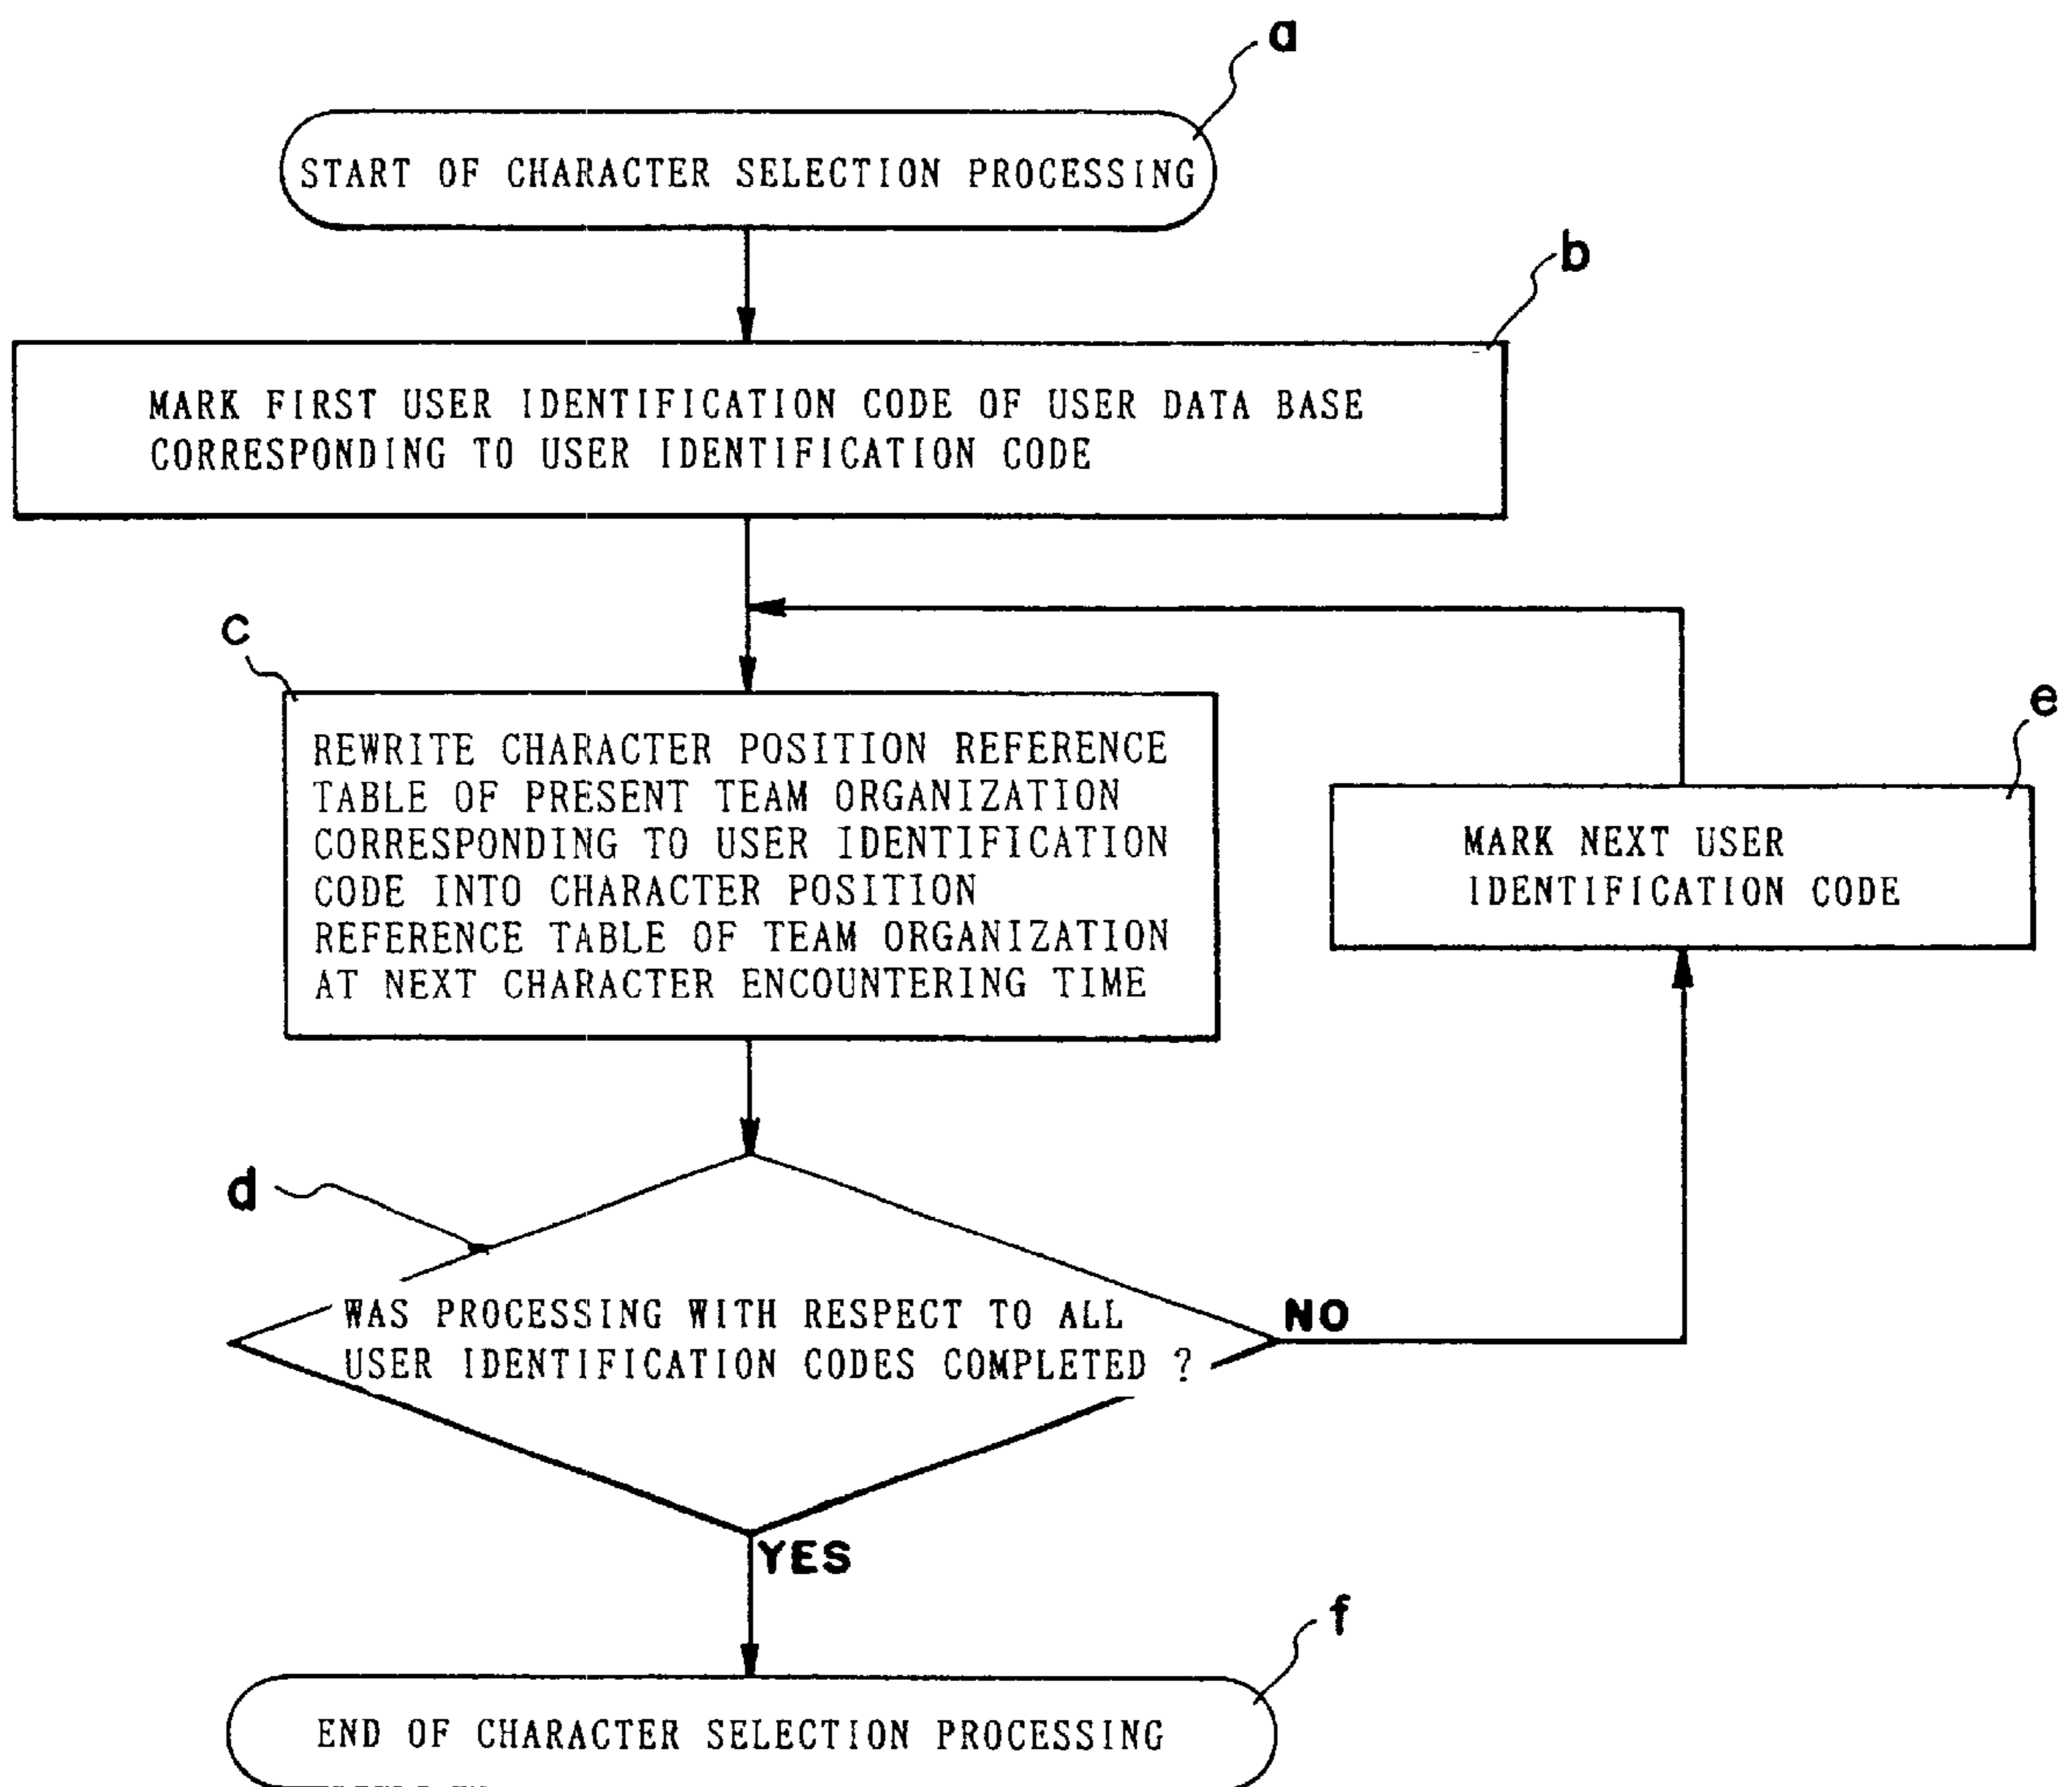 a
START OF CHARACTER SELECTION PROCESSING
b
MARK FIRST USER IDENTIFICATION CODE OF USER DATA BASE
CORRESPONDING TO USER IDENTIFICATION CODE
c
REWRITE CHARACTER POSITION REFERENCE
TABLE OF PRESENT TEAM ORGANIZATION
CORRESPONDING TO USER IDENTIFICATION
CODE INTO CHARACTER POSITION
REFERENCE TABLE OF TEAM ORGANIZATION
AT NEXT CHARACTER ENCOUNTERING TIME
e
MARK NEXT USER
IDENTIFICATION CODE
d
WAS PROCESSING WITH RESPECT TO ALL
USER IDENTIFICATION CODES COMPLETED ?
NO
YES
f
END OF CHARACTER SELECTION PROCESSING